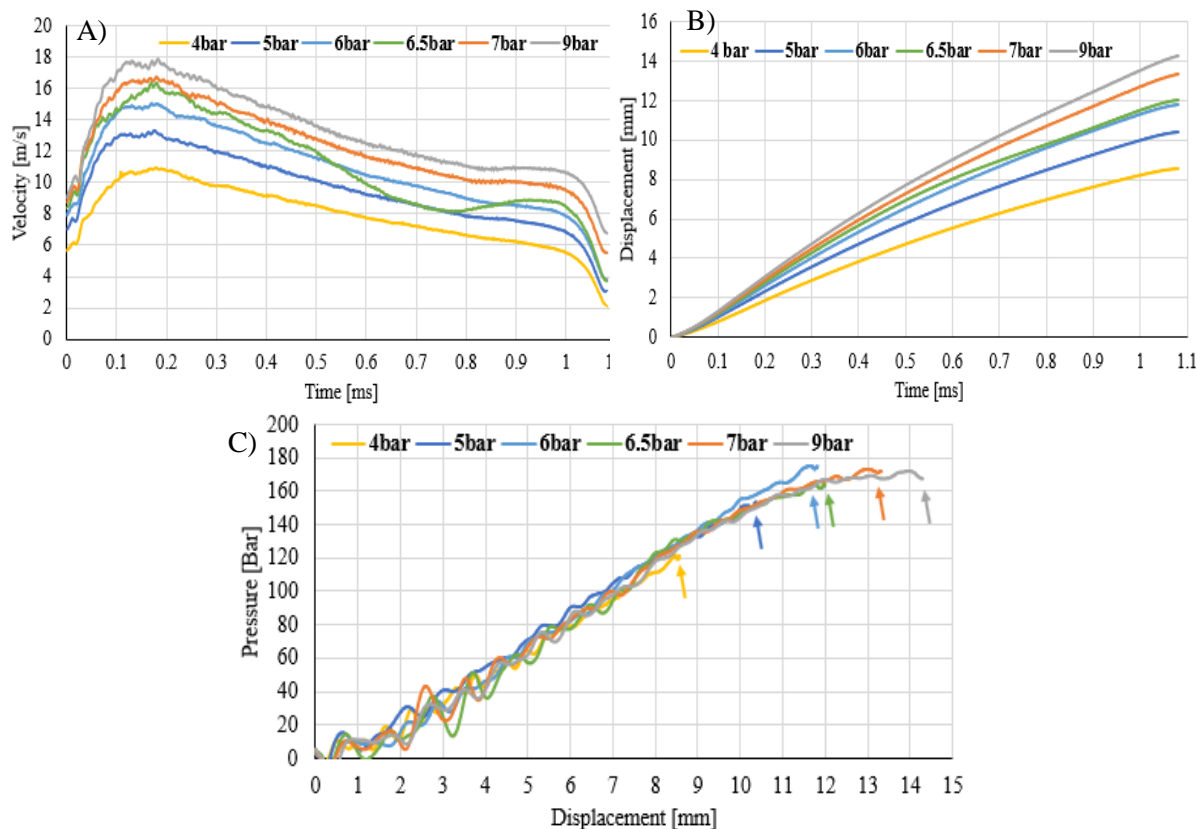 A)
4bar 5bar 6bar 6.5bar 7bar 9bar
20
18
16
14
12
10
8
6
4
2
0
Velocity [m/s]
0 0.1 0.2 0.3 0.4 0.5 0.6 0.7 0.8 0.9 1 1
Time [ms]
B)
4 bar 5bar 6bar 6.5bar 7bar 9bar
16
14
12
10
8
6
4
2
0
Displacement [mm]
0 0.1 0.2 0.3 0.4 0.5 0.6 0.7 0.8 0.9 1 1.1
Time [ms]
C)
4bar 5bar 6bar 6.5bar 7bar 9bar
200
180
160
140
120
100
80
60
40
20
0
Pressure [Bar]
0 1 2 3 4 5 6 7 8 9 10 11 12 13 14 15
Displacement [mm]